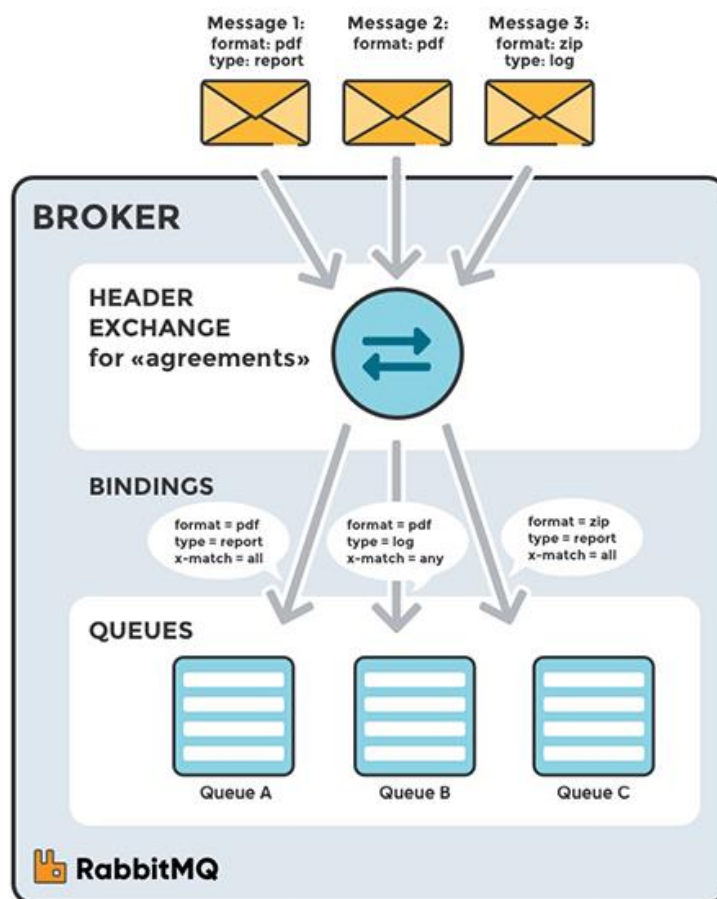 Message 1:
format: pdf
type: report
Message 2:
format: pdf
Message 3:
format: zip
type: log
BROKER
HEADER
EXCHANGE
for «agreements»
BINDINGS
format = pdf
type = report
x-match = all
format = pdf
type = log
x-match = any
format = zip
type = report
x-match = all
QUEUES
Queue A
Queue B
Queue C
RabbitMQ